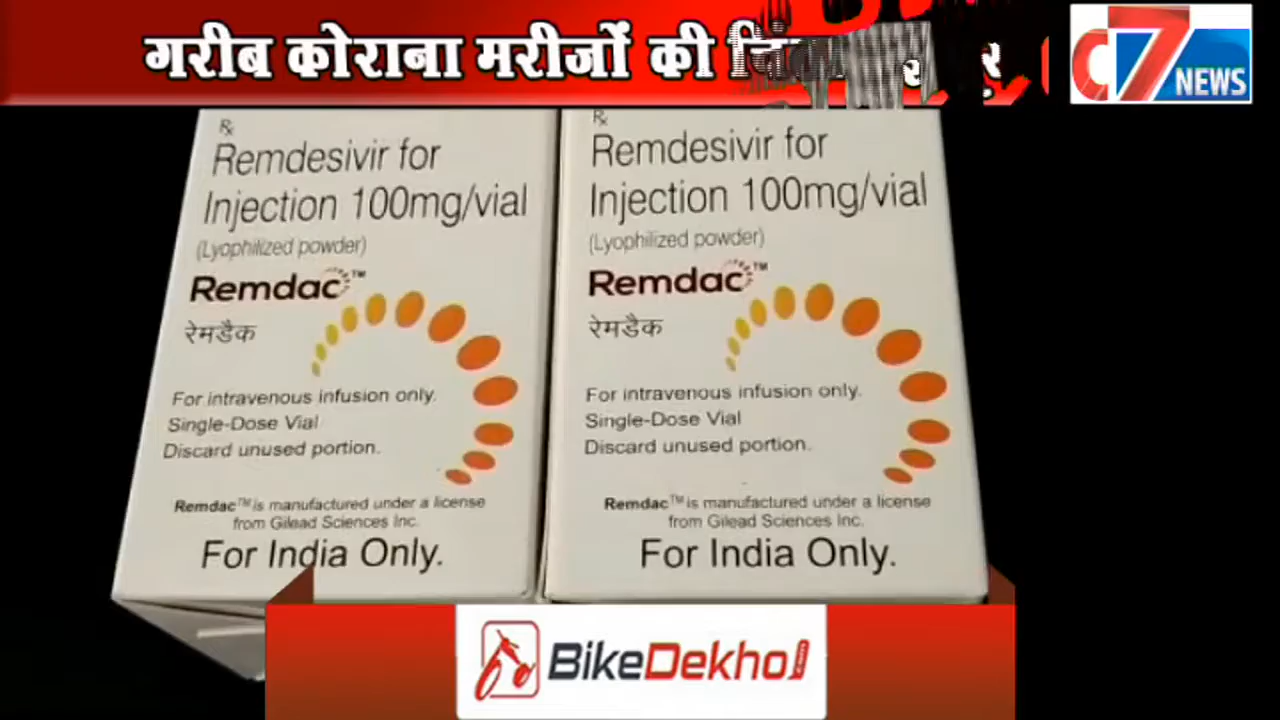 गरीब कोराना मरीजों की
C7 NEWS
Rx
Remdesivir for
Injection 100mg/vial
(Lyophilized powder)
Remdac™
रेमडैक
For intravenous infusion only.
Single-Dose Vial
Discard unused portion.
Remdac™ is manufactured under a license
from Gilead Sciences Inc.
For India Only.
Rx
Remdesivir for
Injection 100mg/vial
(Lyophilized powder)
Remdac™
रेमडैक
For intravenous infusion only.
Single-Dose Vial
Discard unused portion.
Remdac™ is manufactured under a license
from Gilead Sciences Inc.
For India Only.
BikeDekho.com